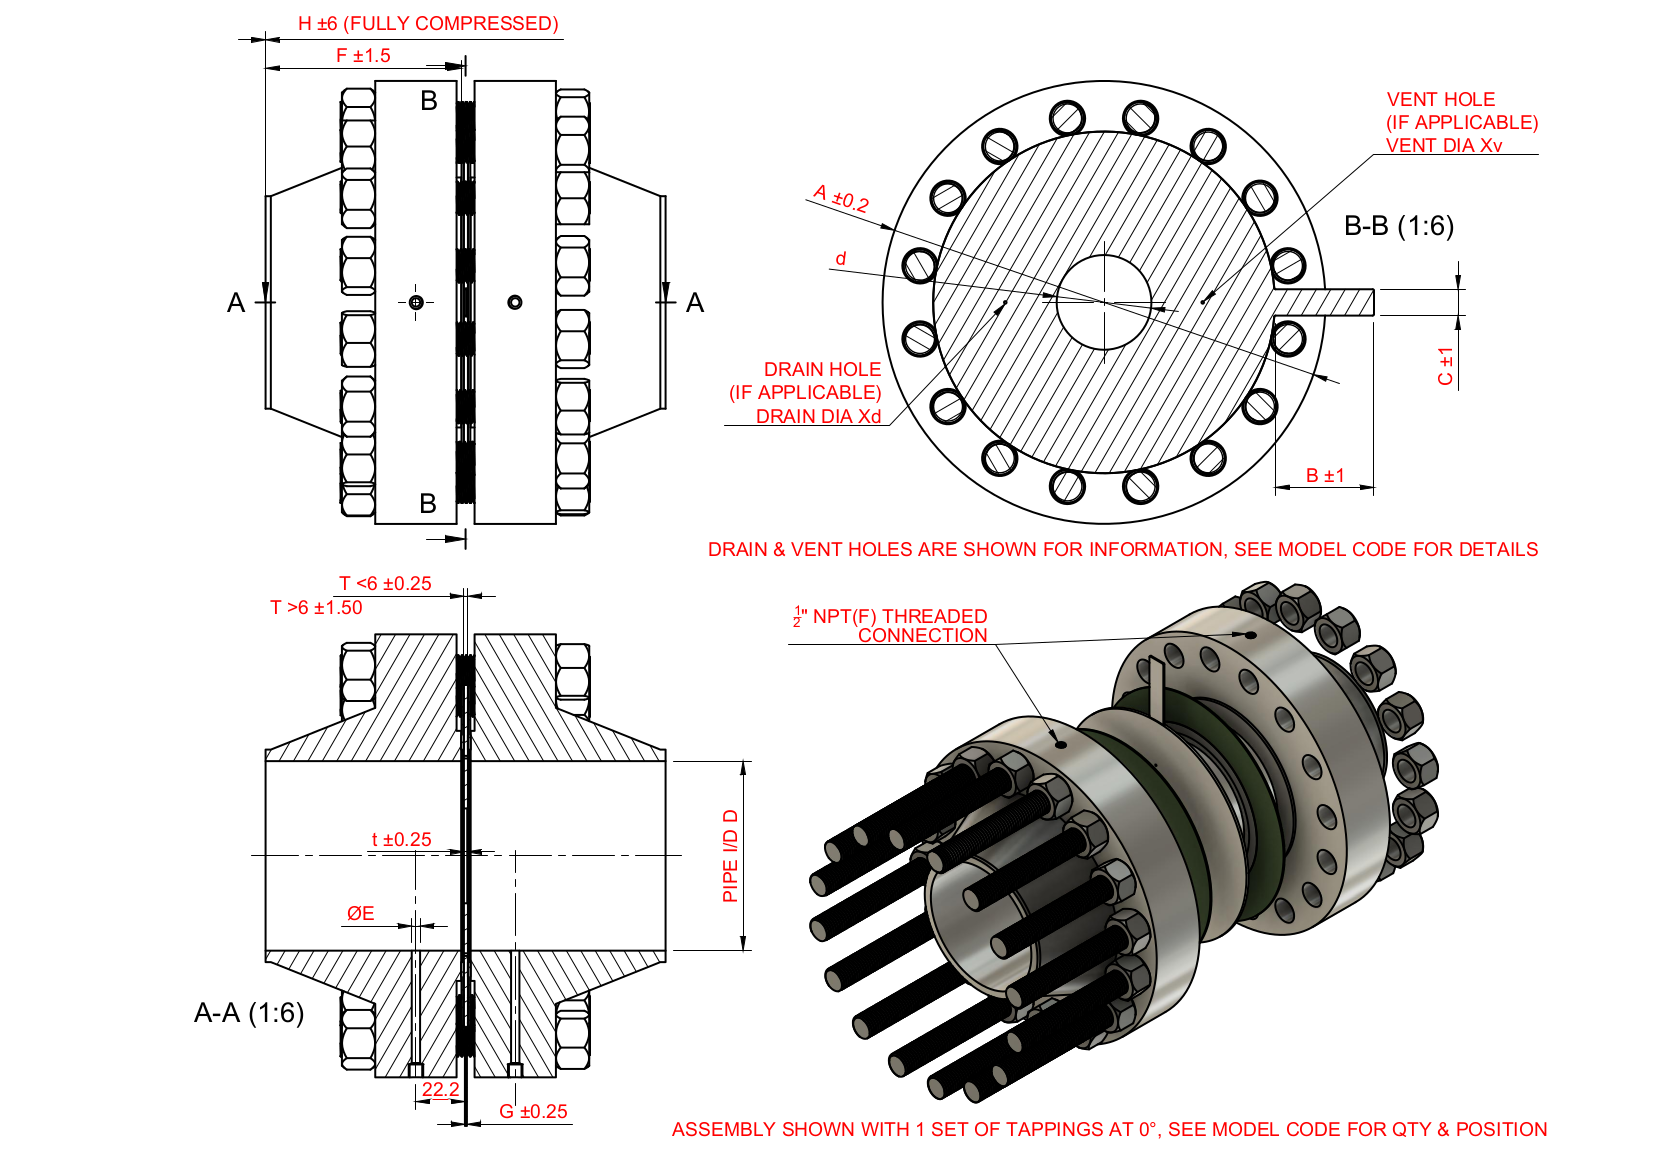 H ±6 (FULLY COMPRESSED)
F ±1.5
B
A
A
B
VENT HOLE
(IF APPLICABLE)
VENT DIA Xv
A ±0.2
B-B (1:6)
d
C ±1
DRAIN HOLE
(IF APPLICABLE)
DRAIN DIA Xd
B ±1
DRAIN & VENT HOLES ARE SHOWN FOR INFORMATION, SEE MODEL CODE FOR DETAILS
T <6 ±0.25
T >6 ±1.50
t ±0.25
PIPE I/D D
ØE
A-A (1:6)
22.2
G ±0.25
½" NPT(F) THREADED
CONNECTION
ASSEMBLY SHOWN WITH 1 SET OF TAPPINGS AT 0°, SEE MODEL CODE FOR QTY & POSITION